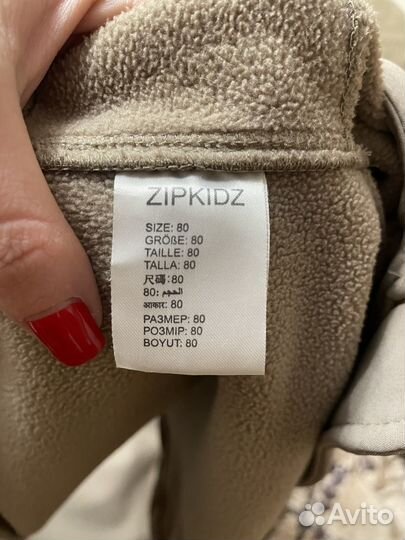 ZIPKIDZ
SIZE: 80
GRÖßE: 80
TAILLE: 80
TALLA: 80
尺碼: 80
الحجم: 80
आकार: 80
РАЗМЕР: 80
РОЗМІР: 80
BOYUT: 80
Avito